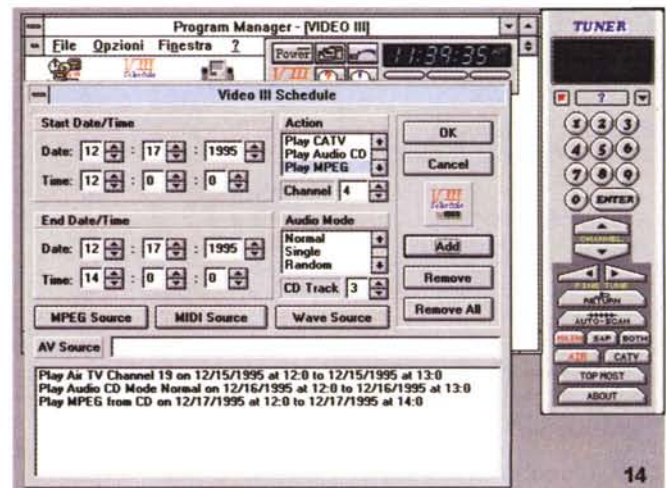 Program Manager - [VIDEO III]
File Opzioni Finestra ?
Power
11:39:35
Video III Schedule
Start Date/Time
Date: 12 : 17 : 1995
Time: 12 : 0 : 0
Action
Play CATV
Play Audio CD
Play MPEG
Channel 4
OK
Cancel
End Date/Time
Date: 12 : 17 : 1995
Time: 14 : 0 : 0
Audio Mode
Normal
Single
Random
CD Track 3
Add
Remove
Remove All
MPEG Source MIDI Source Wave Source
AV Source
Play Air TV Channel 19 on 12/15/1995 at 12:0 to 12/15/1995 at 13:0
Play Audio CD Mode Normal on 12/16/1995 at 12:0 to 12/16/1995 at 13:0
Play MPEG from CD on 12/17/1995 at 12:0 to 12/17/1995 at 14:0
TUNER
?
1 2 3
4 5 6
7 8 9
0 ENTER
CHANNEL
FINE TUNE
RETURN
AUTO-SCAN
MAIN SAP BOTH
AIR CATV
TOP MOST
ABOUT
14